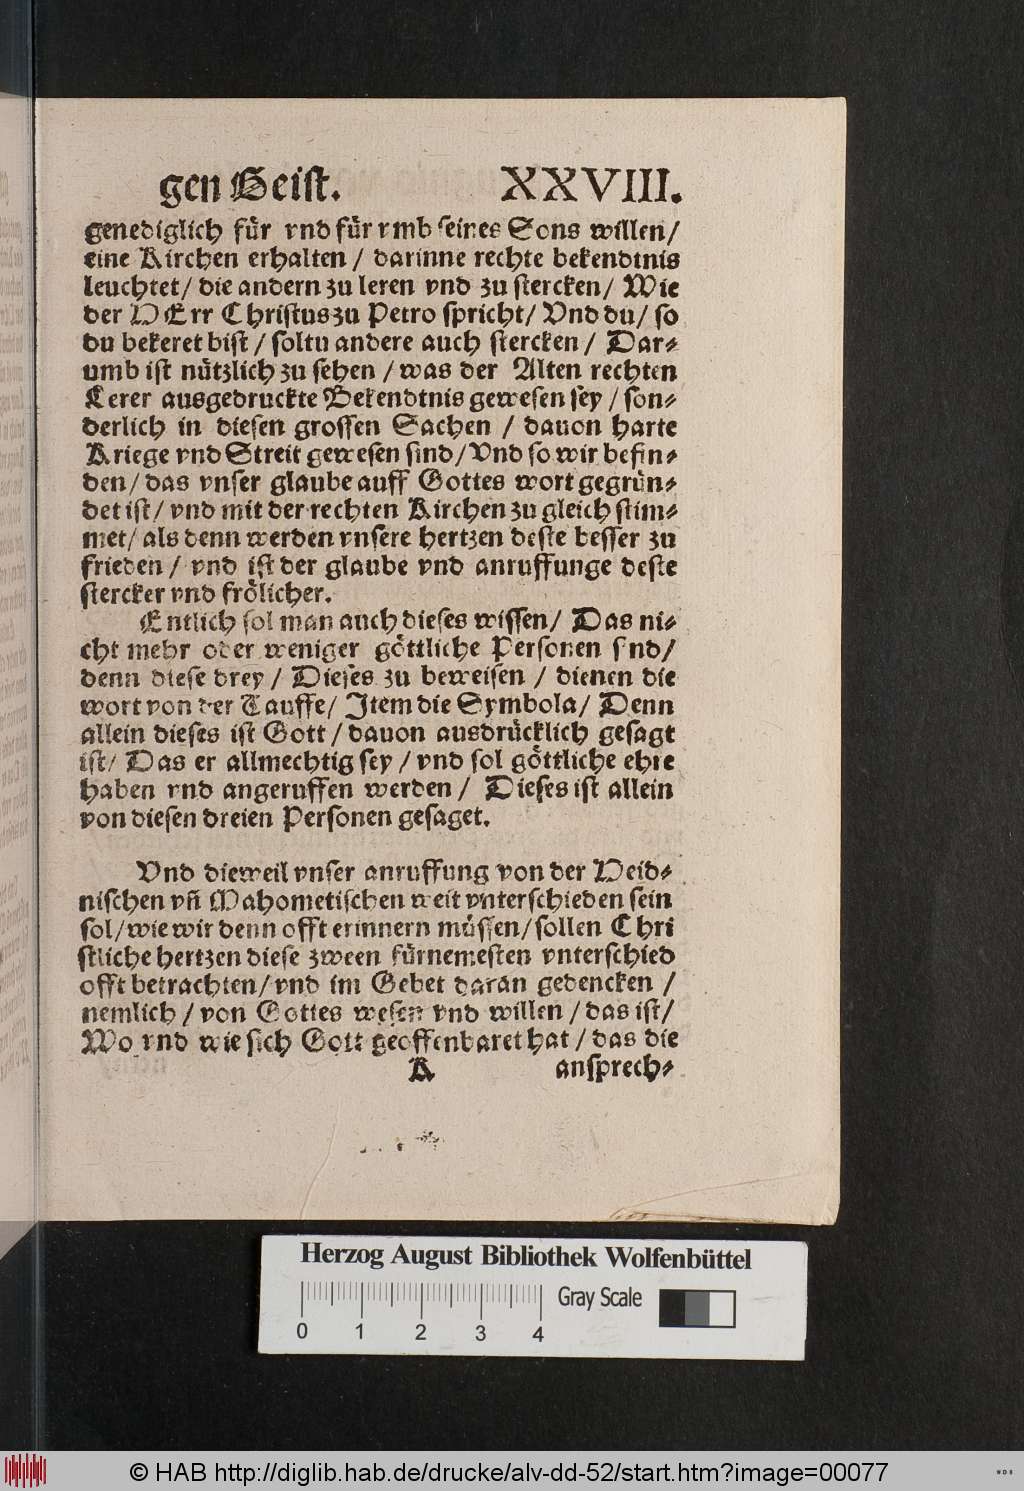 gen Geist. XXVIII.
genediglich für vnd für vmb seines Sons willen/
eine Kirchen erhalten / darinne rechte bekendtnis
leuchtet/ die andern zu leren vnd zu stercken/ Wie
der HErr Christus zu Petro spricht/ Vnd du/ so
du bekeret bist / soltu andere auch stercken / Dar⸗
umb ist nützlich zu sehen / was der Alten rechten
Lerer ausgedruckte Bekendtnis gewesen sey / son⸗
derlich in diesen grossen Sachen / dauon harte
Kriege vnd Streit gewesen sind/ Vnd so wir befin⸗
den/ das vnser glaube auff Gottes wort gegrün⸗
det ist/ vnd mit der rechten Kirchen zu gleich stim⸗
met/ als denn werden vnsere hertzen deste besser zu
frieden / vnd ist der glaube vnd anruffunge deste
stercker vnd frölicher.
Entlich sol man auch dieses wissen/ Das ni⸗
cht mehr oder weniger göttliche Personen sind/
denn diese drey / Dieses zu beweisen / dienen die
wort von der Tauffe/ Item die Symbola/ Denn
allein dieses ist Gott / dauon ausdrücklich gesagt
ist/ Das er allmechtig sey / vnd sol göttliche ehre
haben vnd angeruffen werden / Dieses ist allein
von diesen dreien Personen gesaget.
Vnd dieweil vnser anruffung von der Heid⸗
nischen vñ Mahometischen weit vnterschieden sein
sol/ wie wir denn offt erinnern müssen/ sollen Chri
stliche hertzen diese zween fürnemesten vnterschied
offt betrachten/ vnd im Gebet daran gedencken /
nemlich / von Gottes wesen vnd willen / das ist/
Wo vnd wie sich Gott geoffenbaret hat / das die
K ansprech⸗
Herzog August Bibliothek Wolfenbüttel
Gray Scale
0 1 2 3 4
© HAB http://diglib.hab.de/drucke/alv-dd-52/start.htm?image=00077